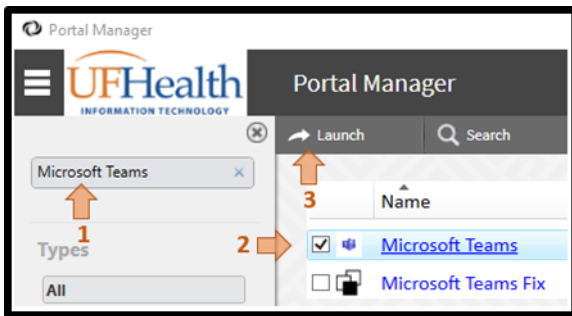 Portal Manager
UFHealth
INFORMATION TECHNOLOGY
Portal Manager
Launch
Search
Microsoft Teams
1
3
Name
Types
2
Microsoft Teams
All
Microsoft Teams Fix